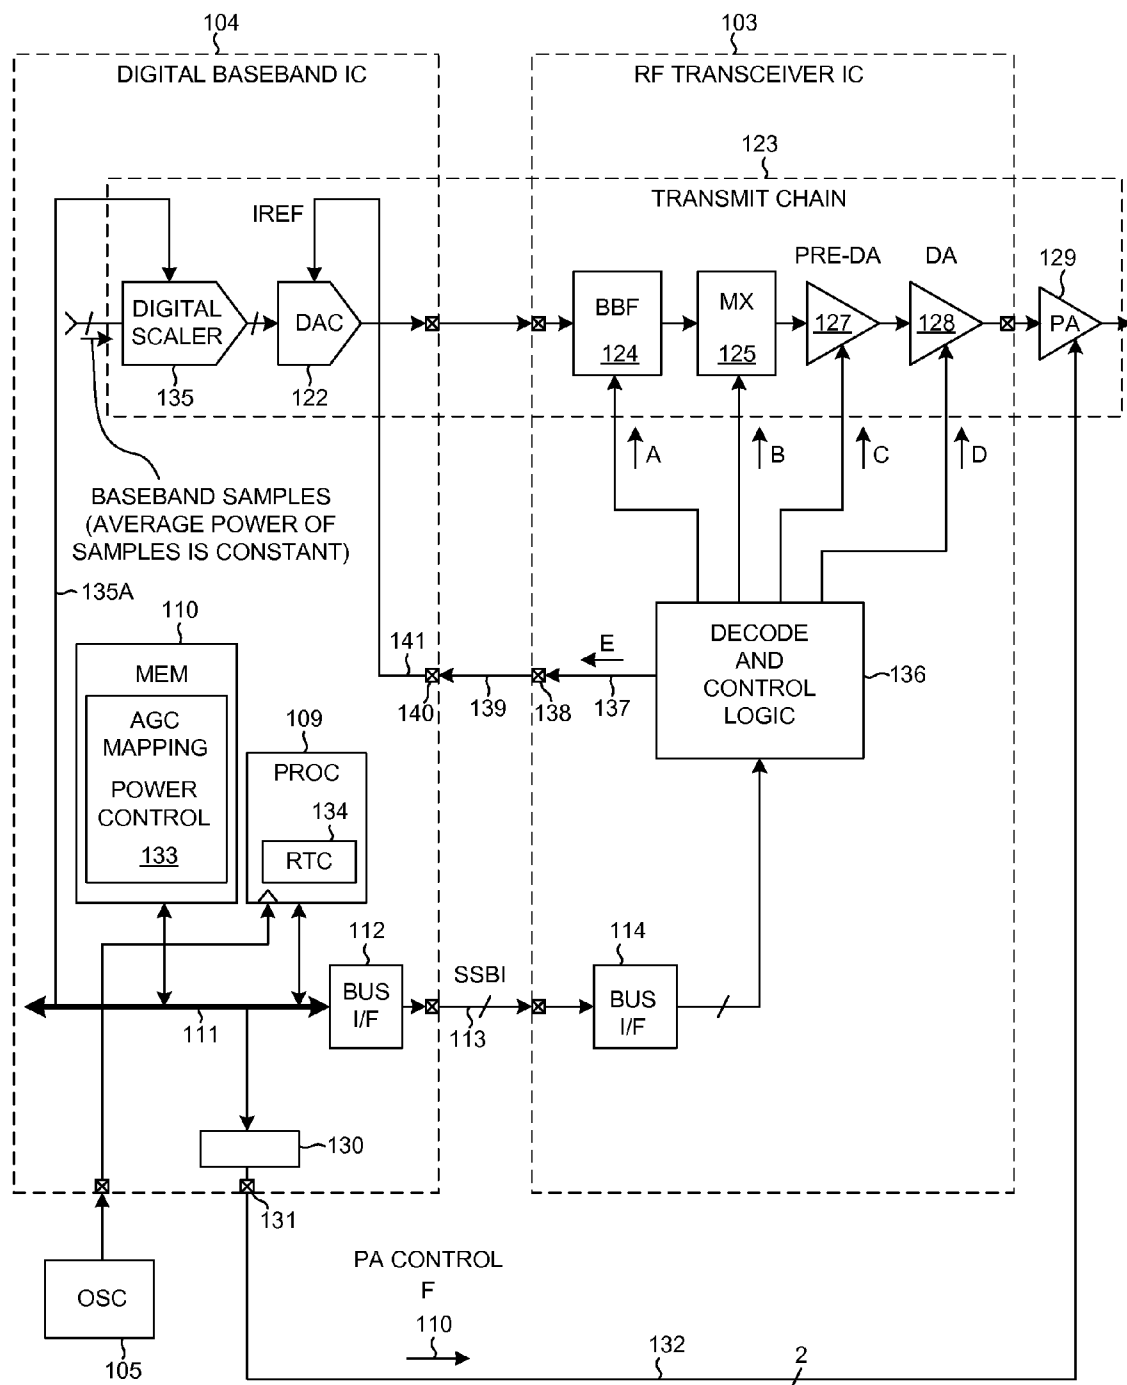 104
103
DIGITAL BASEBAND IC
RF TRANSCEIVER IC
123
TRANSMIT CHAIN
IREF
PRE-DA
DA
129
DIGITAL
SCALER
DAC
BBF
124
MX
125
127
128
PA
135
122
A
B
C
D
BASEBAND SAMPLES
(AVERAGE POWER OF
SAMPLES IS CONSTANT)
135A
110
MEM
AGC
MAPPING
POWER
CONTROL
133
109
PROC
134
RTC
141
140
139
138
137
E
DECODE
AND
CONTROL
LOGIC
136
111
112
BUS
I/F
SSBI
113
114
BUS
I/F
130
131
OSC
105
PA CONTROL
F
110
132
2